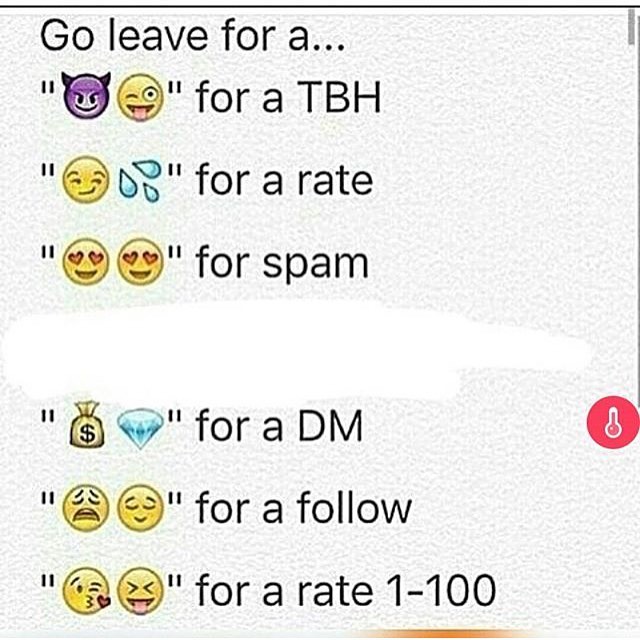 Go leave for a...
"😈😜" for a TBH
"😏💦" for a rate
"😍😍" for spam
"💰💎" for a DM
"😩😌" for a follow
"😘😝" for a rate 1-100